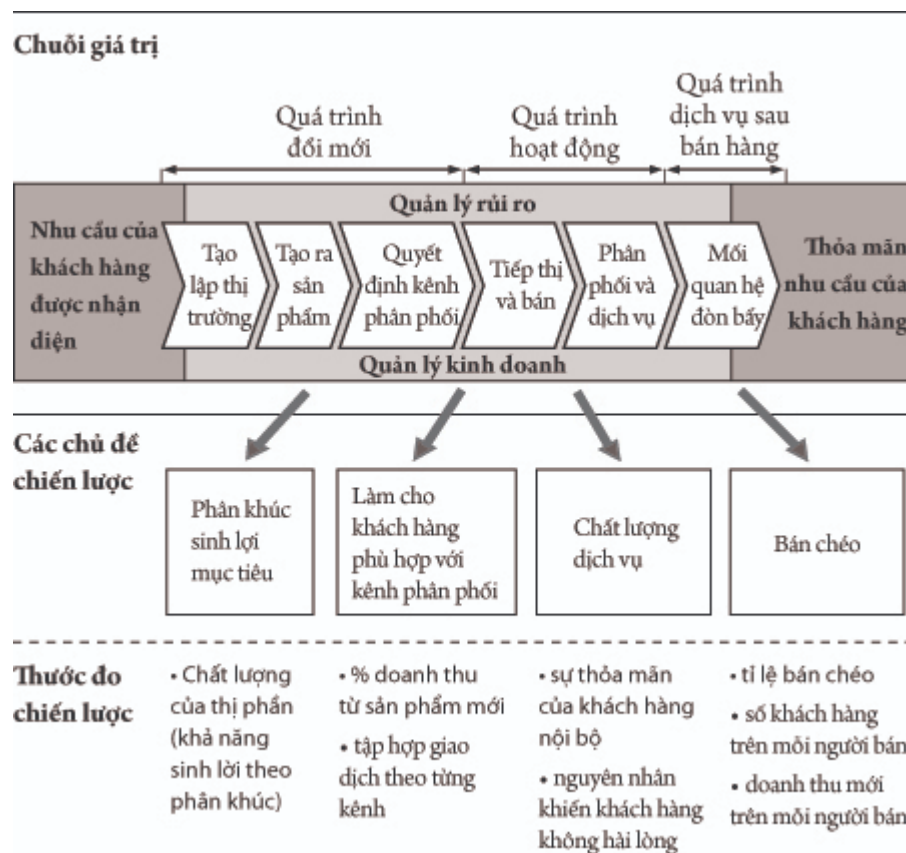 Chuỗi giá trị
Quá trình
đổi mới
Quá trình
hoạt động
Quá trình
dịch vụ sau
bán hàng
Quản lý rủi ro
Nhu cầu của
khách hàng
được nhận
diện
Tạo
lập thị
trường
Tạo ra
sản
phẩm
Quyết
định kênh
phân phối
Tiếp thị
và bán
Phân
phối và
dịch vụ
Mối
quan hệ
đòn bẩy
Thỏa mãn
nhu cầu của
khách hàng
Quản lý kinh doanh
Các chủ đề
chiến lược
Phân khúc
sinh lợi
mục tiêu
Làm cho
khách hàng
phù hợp với
kênh phân phối
Chất lượng
dịch vụ
Bán chéo
Thước đo
chiến lược
• Chất lượng
của thị phần
(khả năng
sinh lời theo
phân khúc)
• % doanh thu
từ sản phẩm mới
• tập hợp giao
dịch theo từng
kênh
• sự thỏa mãn
của khách hàng
nội bộ
• nguyên nhân
khiến khách hàng
không hài lòng
• tỉ lệ bán chéo
• số khách hàng
trên mỗi người bán
• doanh thu mới
trên mỗi người bán